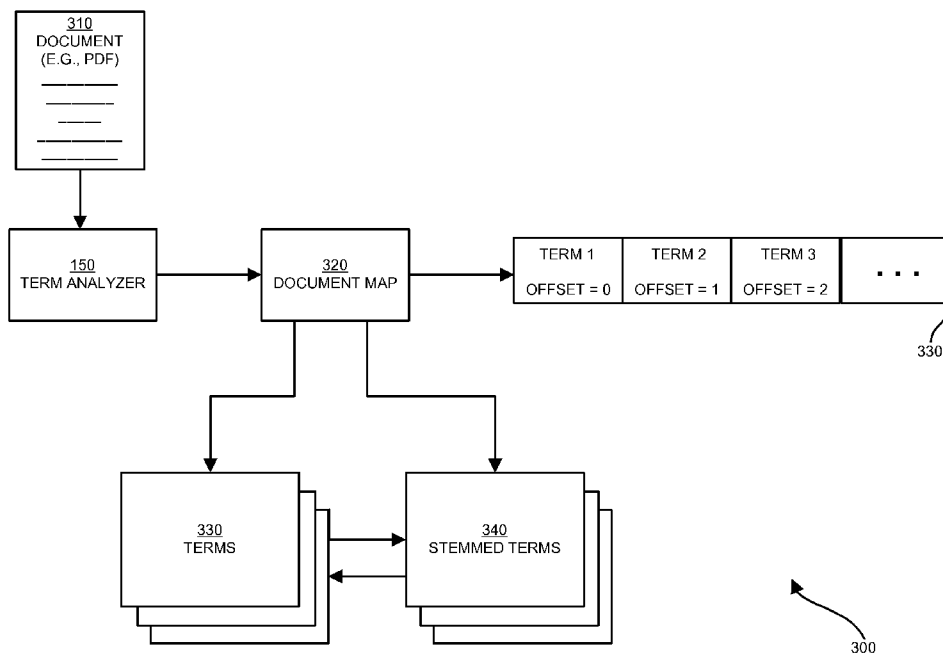 310
DOCUMENT
(E.G., PDF)
150
TERM ANALYZER
320
DOCUMENT MAP
TERM 1
OFFSET = 0
TERM 2
OFFSET = 1
TERM 3
OFFSET = 2
. . .
330
330
TERMS
340
STEMMED TERMS
300